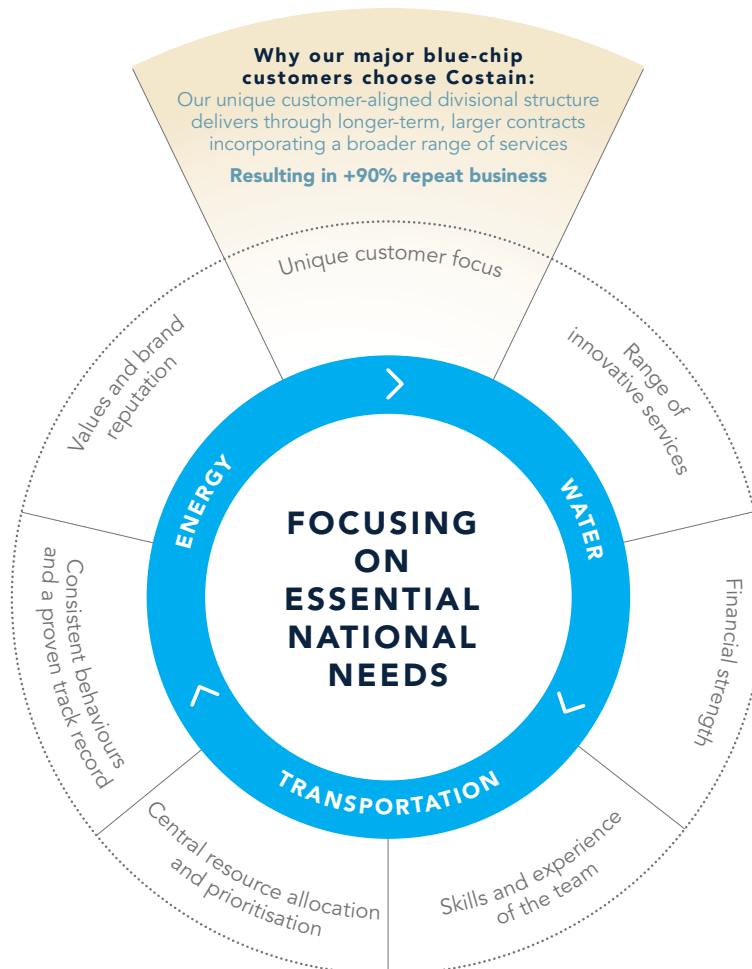 Why our major blue-chip
customers choose Costain:
Our unique customer-aligned divisional structure
delivers through longer-term, larger contracts
incorporating a broader range of services
Resulting in +90% repeat business
Unique customer focus
Range of
innovative services
Financial strength
Skills and experience
of the team
Central resource allocation
and prioritisation
Consistent behaviours
and a proven track record
Values and brand
reputation
ENERGY
WATER
TRANSPORTATION
FOCUSING
ON
ESSENTIAL
NATIONAL
NEEDS